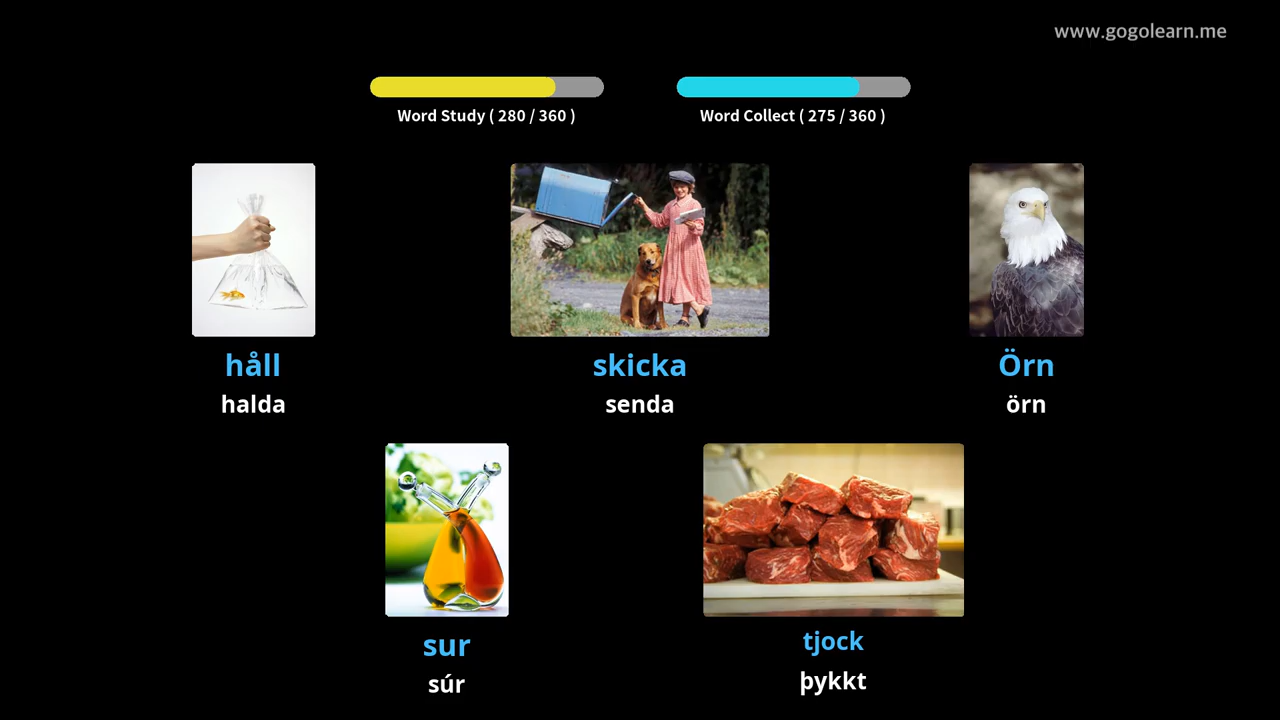 www.gogolearn.me
Word Study ( 280 / 360 )
Word Collect ( 275 / 360 )
håll
halda
skicka
senda
Örn
örn
sur
súr
tjock
þykkt